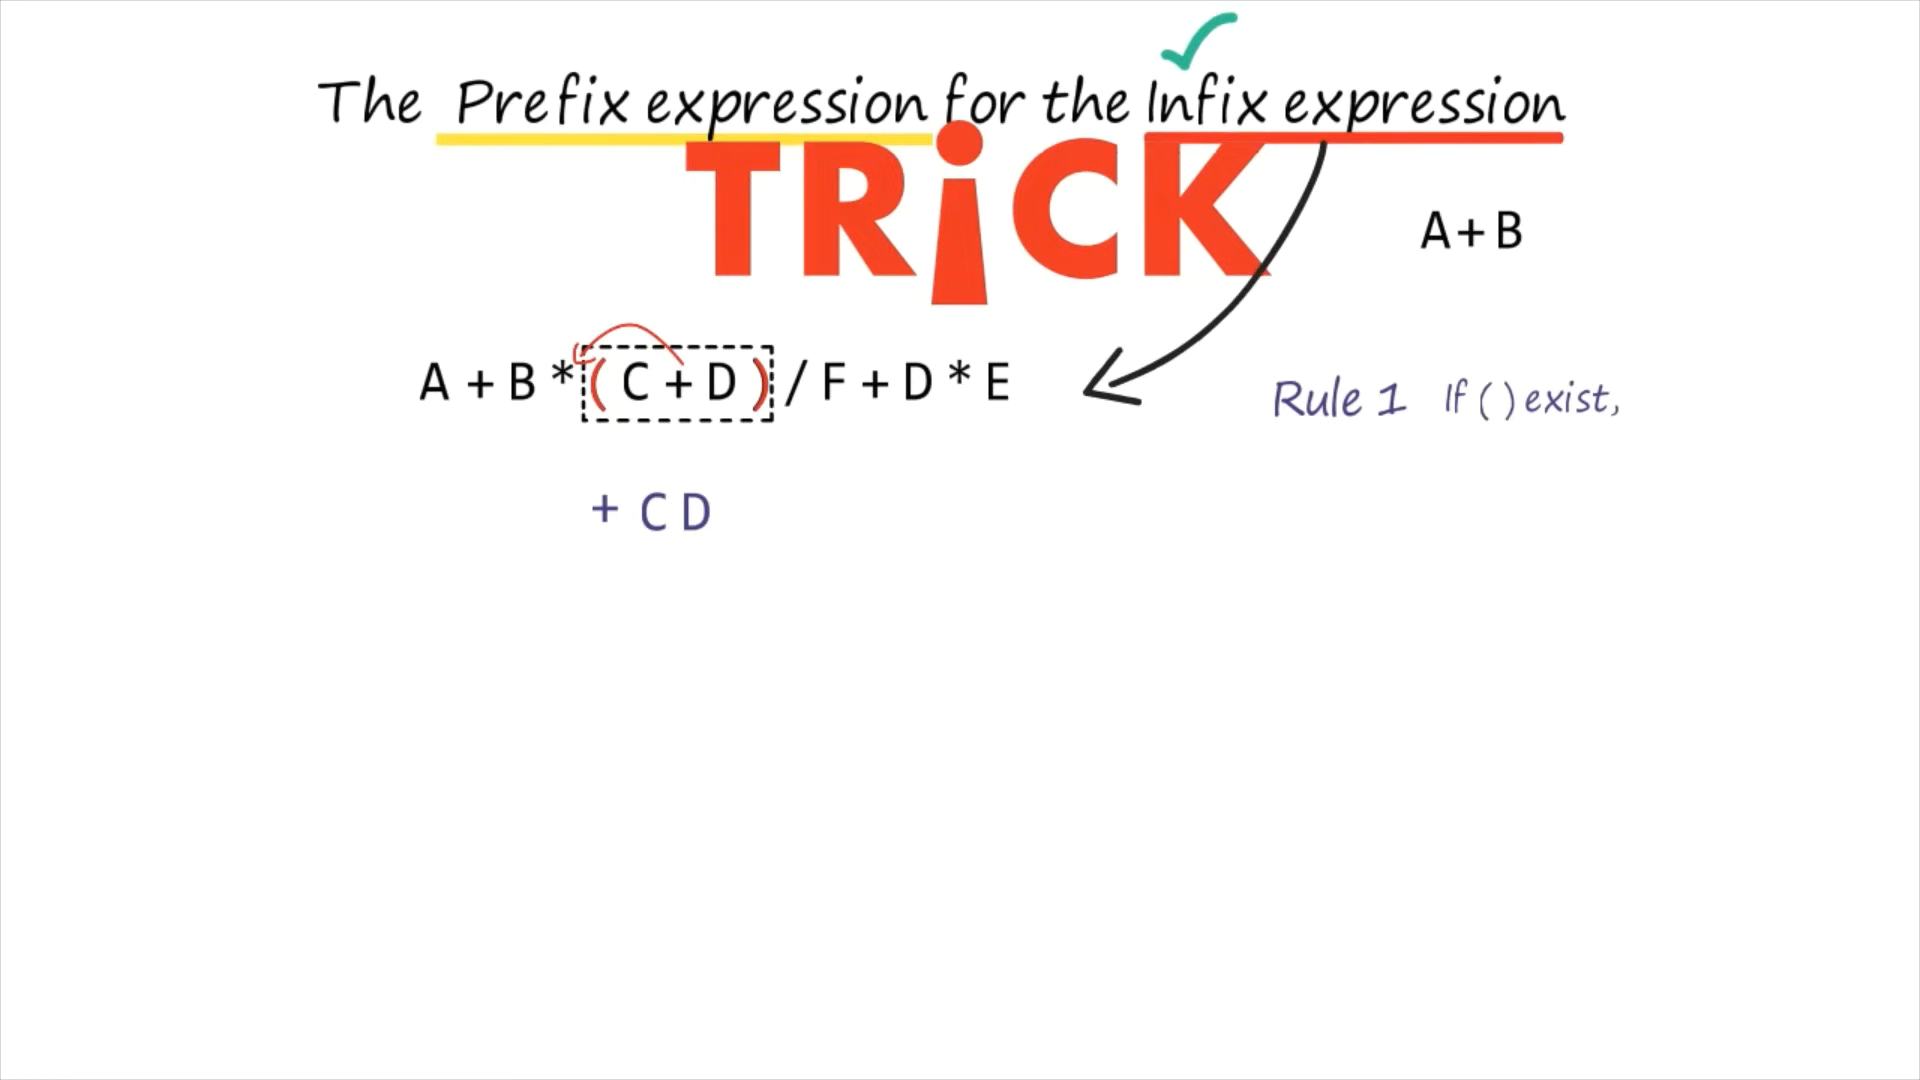 The Prefix expression for the Infix expression
TRiCK
A+B
A + B * ( C + D ) / F + D * E
Rule 1 If ( ) exist,
+ C D